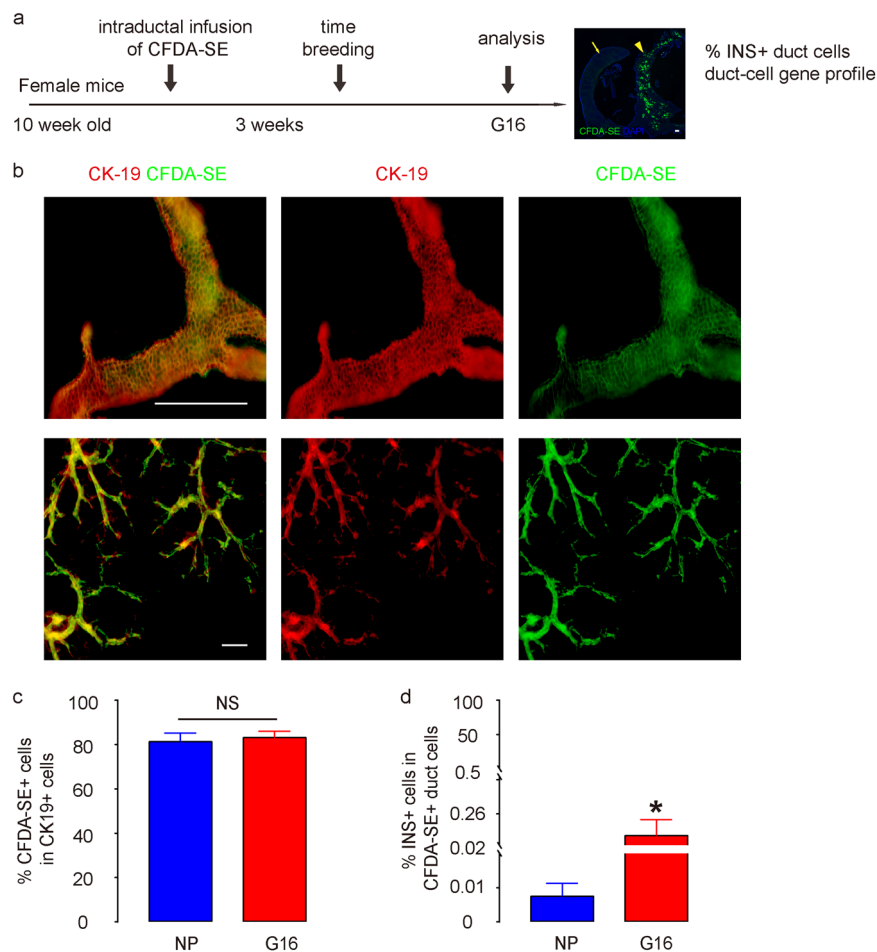 a
intraductal infusion
of CFDA-SE
time
breeding
analysis
Female mice
10 week old
3 weeks
G16
CFDA-SE DAPI
% INS+ duct cells
duct-cell gene profile
b
CK-19 CFDA-SE
CK-19
CFDA-SE
c
NS
% CFDA-SE+ cells
in CK19+ cells
100
80
60
40
20
0
NP
G16
d
% INS+ cells in
CFDA-SE+ duct cells
100
50
0.5
0.26
0.02
0.01
0
*
NP
G16